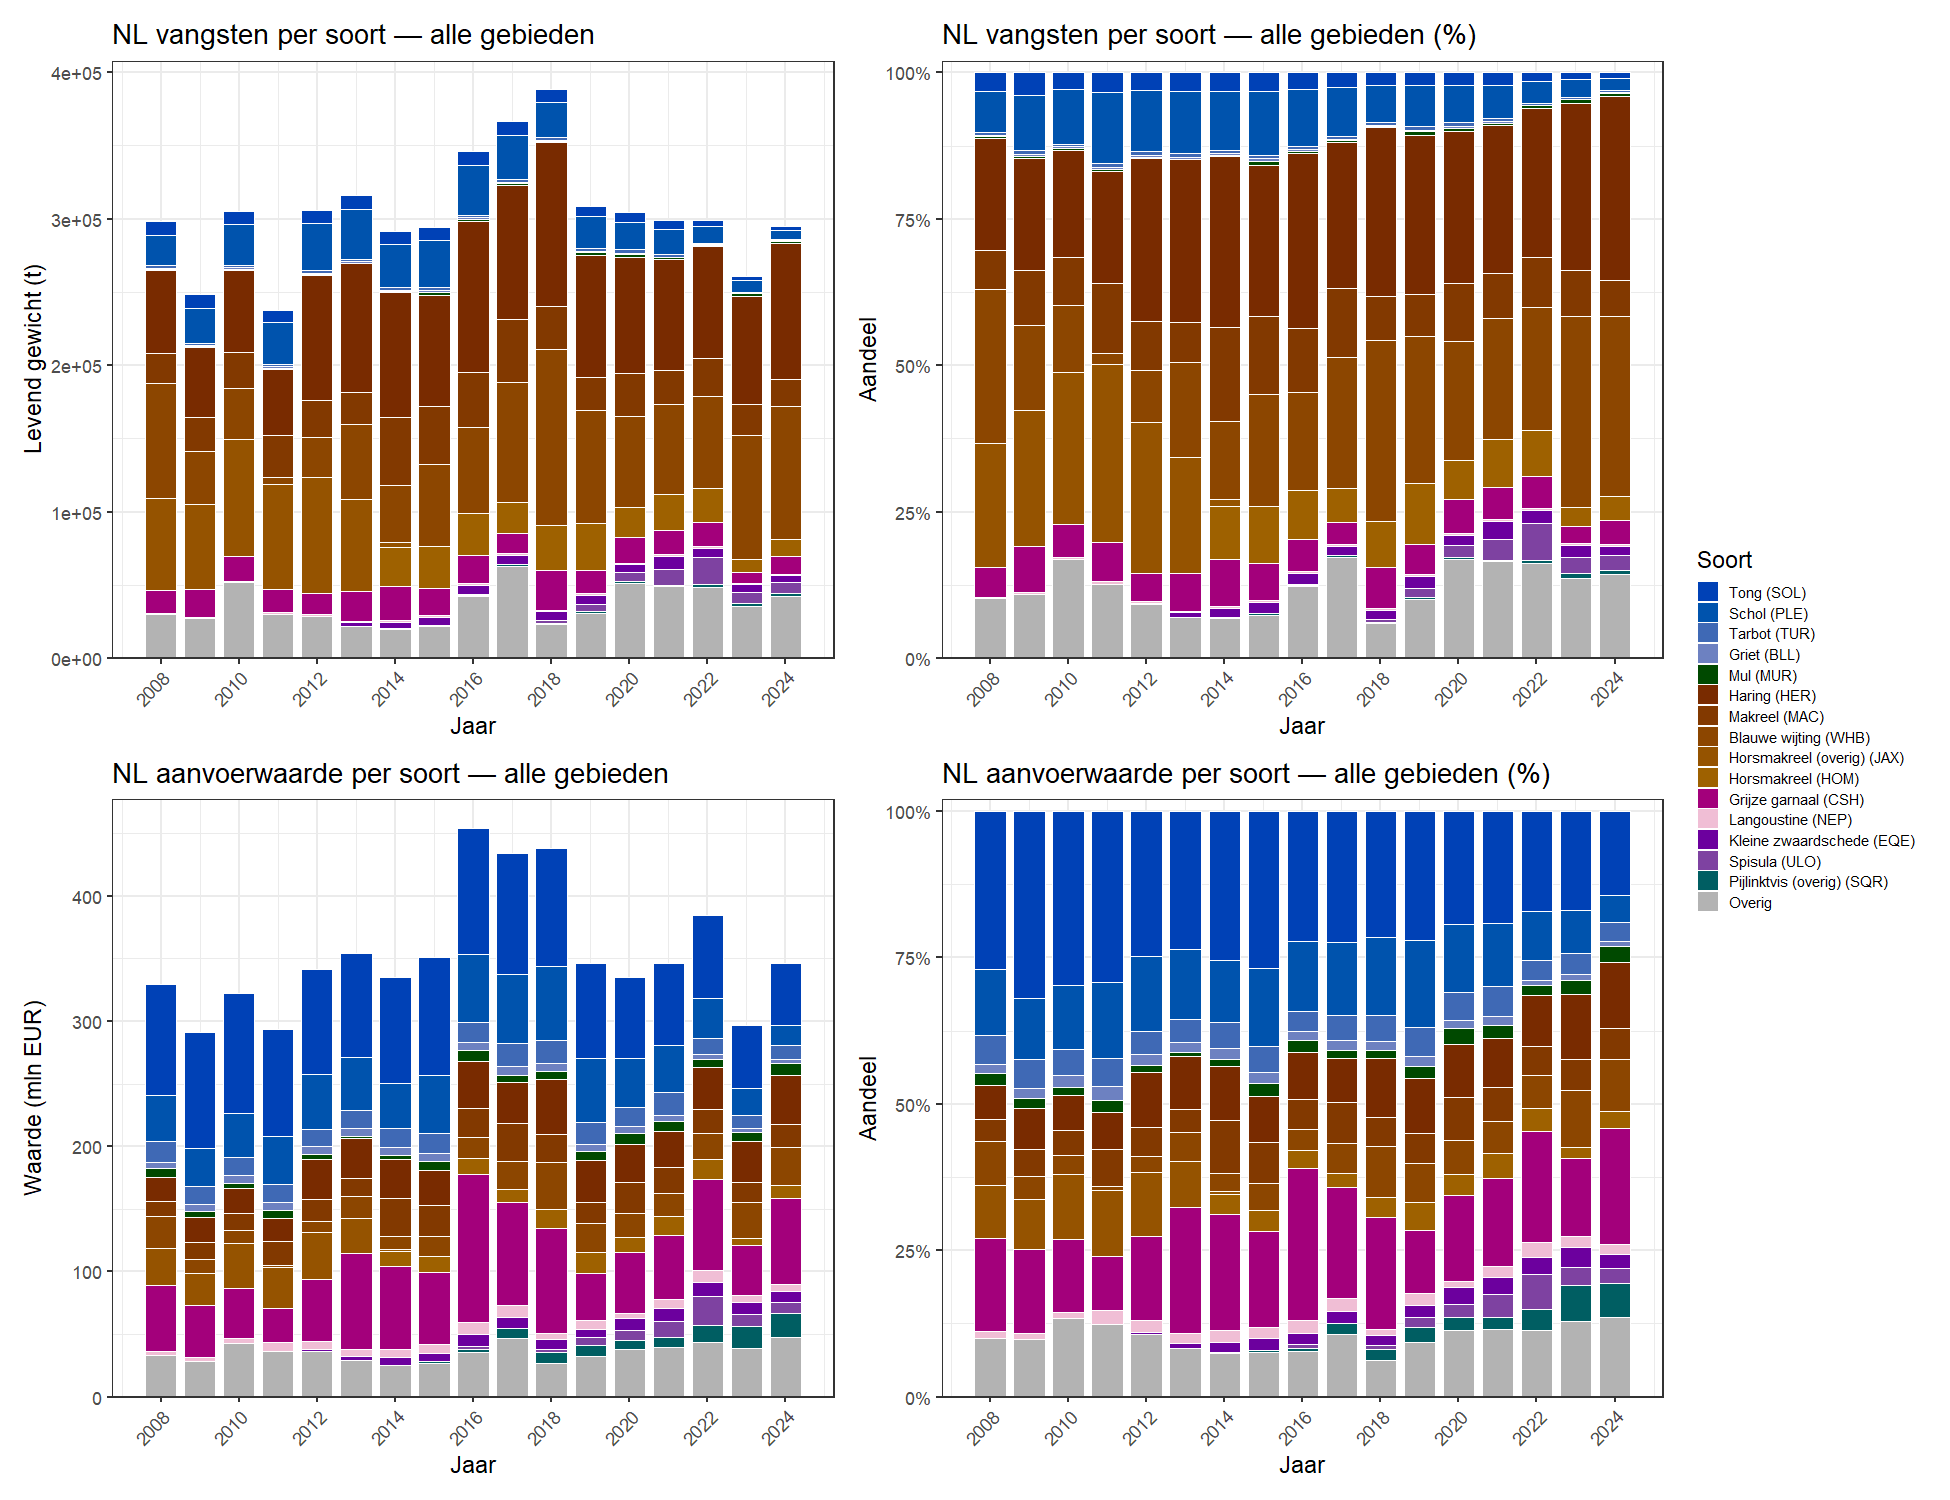 NL vangsten per soort — alle gebieden
4e+05
3e+05
2e+05
1e+05
0e+00
Levend gewicht (t)
2008
2010
2012
2014
2016
2018
2020
2022
2024
Jaar
NL vangsten per soort — alle gebieden (%)
100%
75%
50%
25%
0%
Aandeel
2008
2010
2012
2014
2016
2018
2020
2022
2024
Jaar
NL aanvoerwaarde per soort — alle gebieden
400
300
200
100
0
Waarde (mln EUR)
2008
2010
2012
2014
2016
2018
2020
2022
2024
Jaar
NL aanvoerwaarde per soort — alle gebieden (%)
100%
75%
50%
25%
0%
Aandeel
2008
2010
2012
2014
2016
2018
2020
2022
2024
Jaar
Soort
Tong (SOL)
Schol (PLE)
Tarbot (TUR)
Griet (BLL)
Mul (MUR)
Haring (HER)
Makreel (MAC)
Blauwe wijting (WHB)
Horsmakreel (overig) (JAX)
Horsmakreel (HOM)
Grijze garnaal (CSH)
Langoustine (NEP)
Kleine zwaardschede (EQE)
Spisula (ULO)
Pijlinktvis (overig) (SQR)
Overig